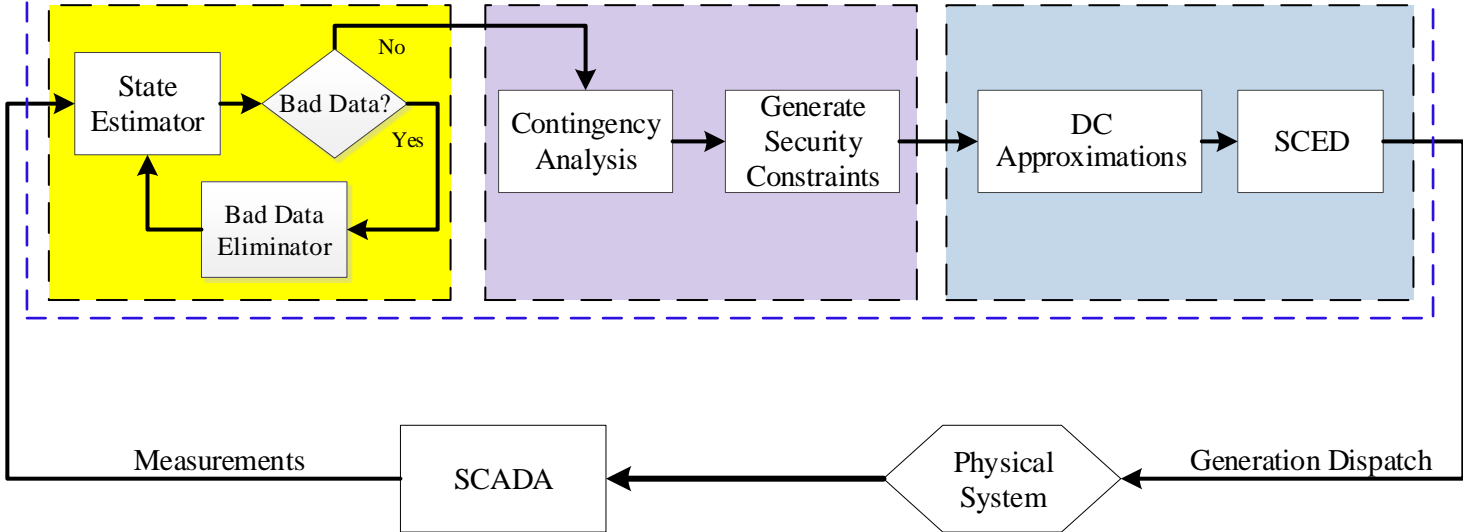 State
Estimator
Bad Data?
No
Yes
Bad Data
Eliminator
Contingency
Analysis
Generate
Security
Constraints
DC
Approximations
SCED
Measurements
SCADA
Physical
System
Generation Dispatch